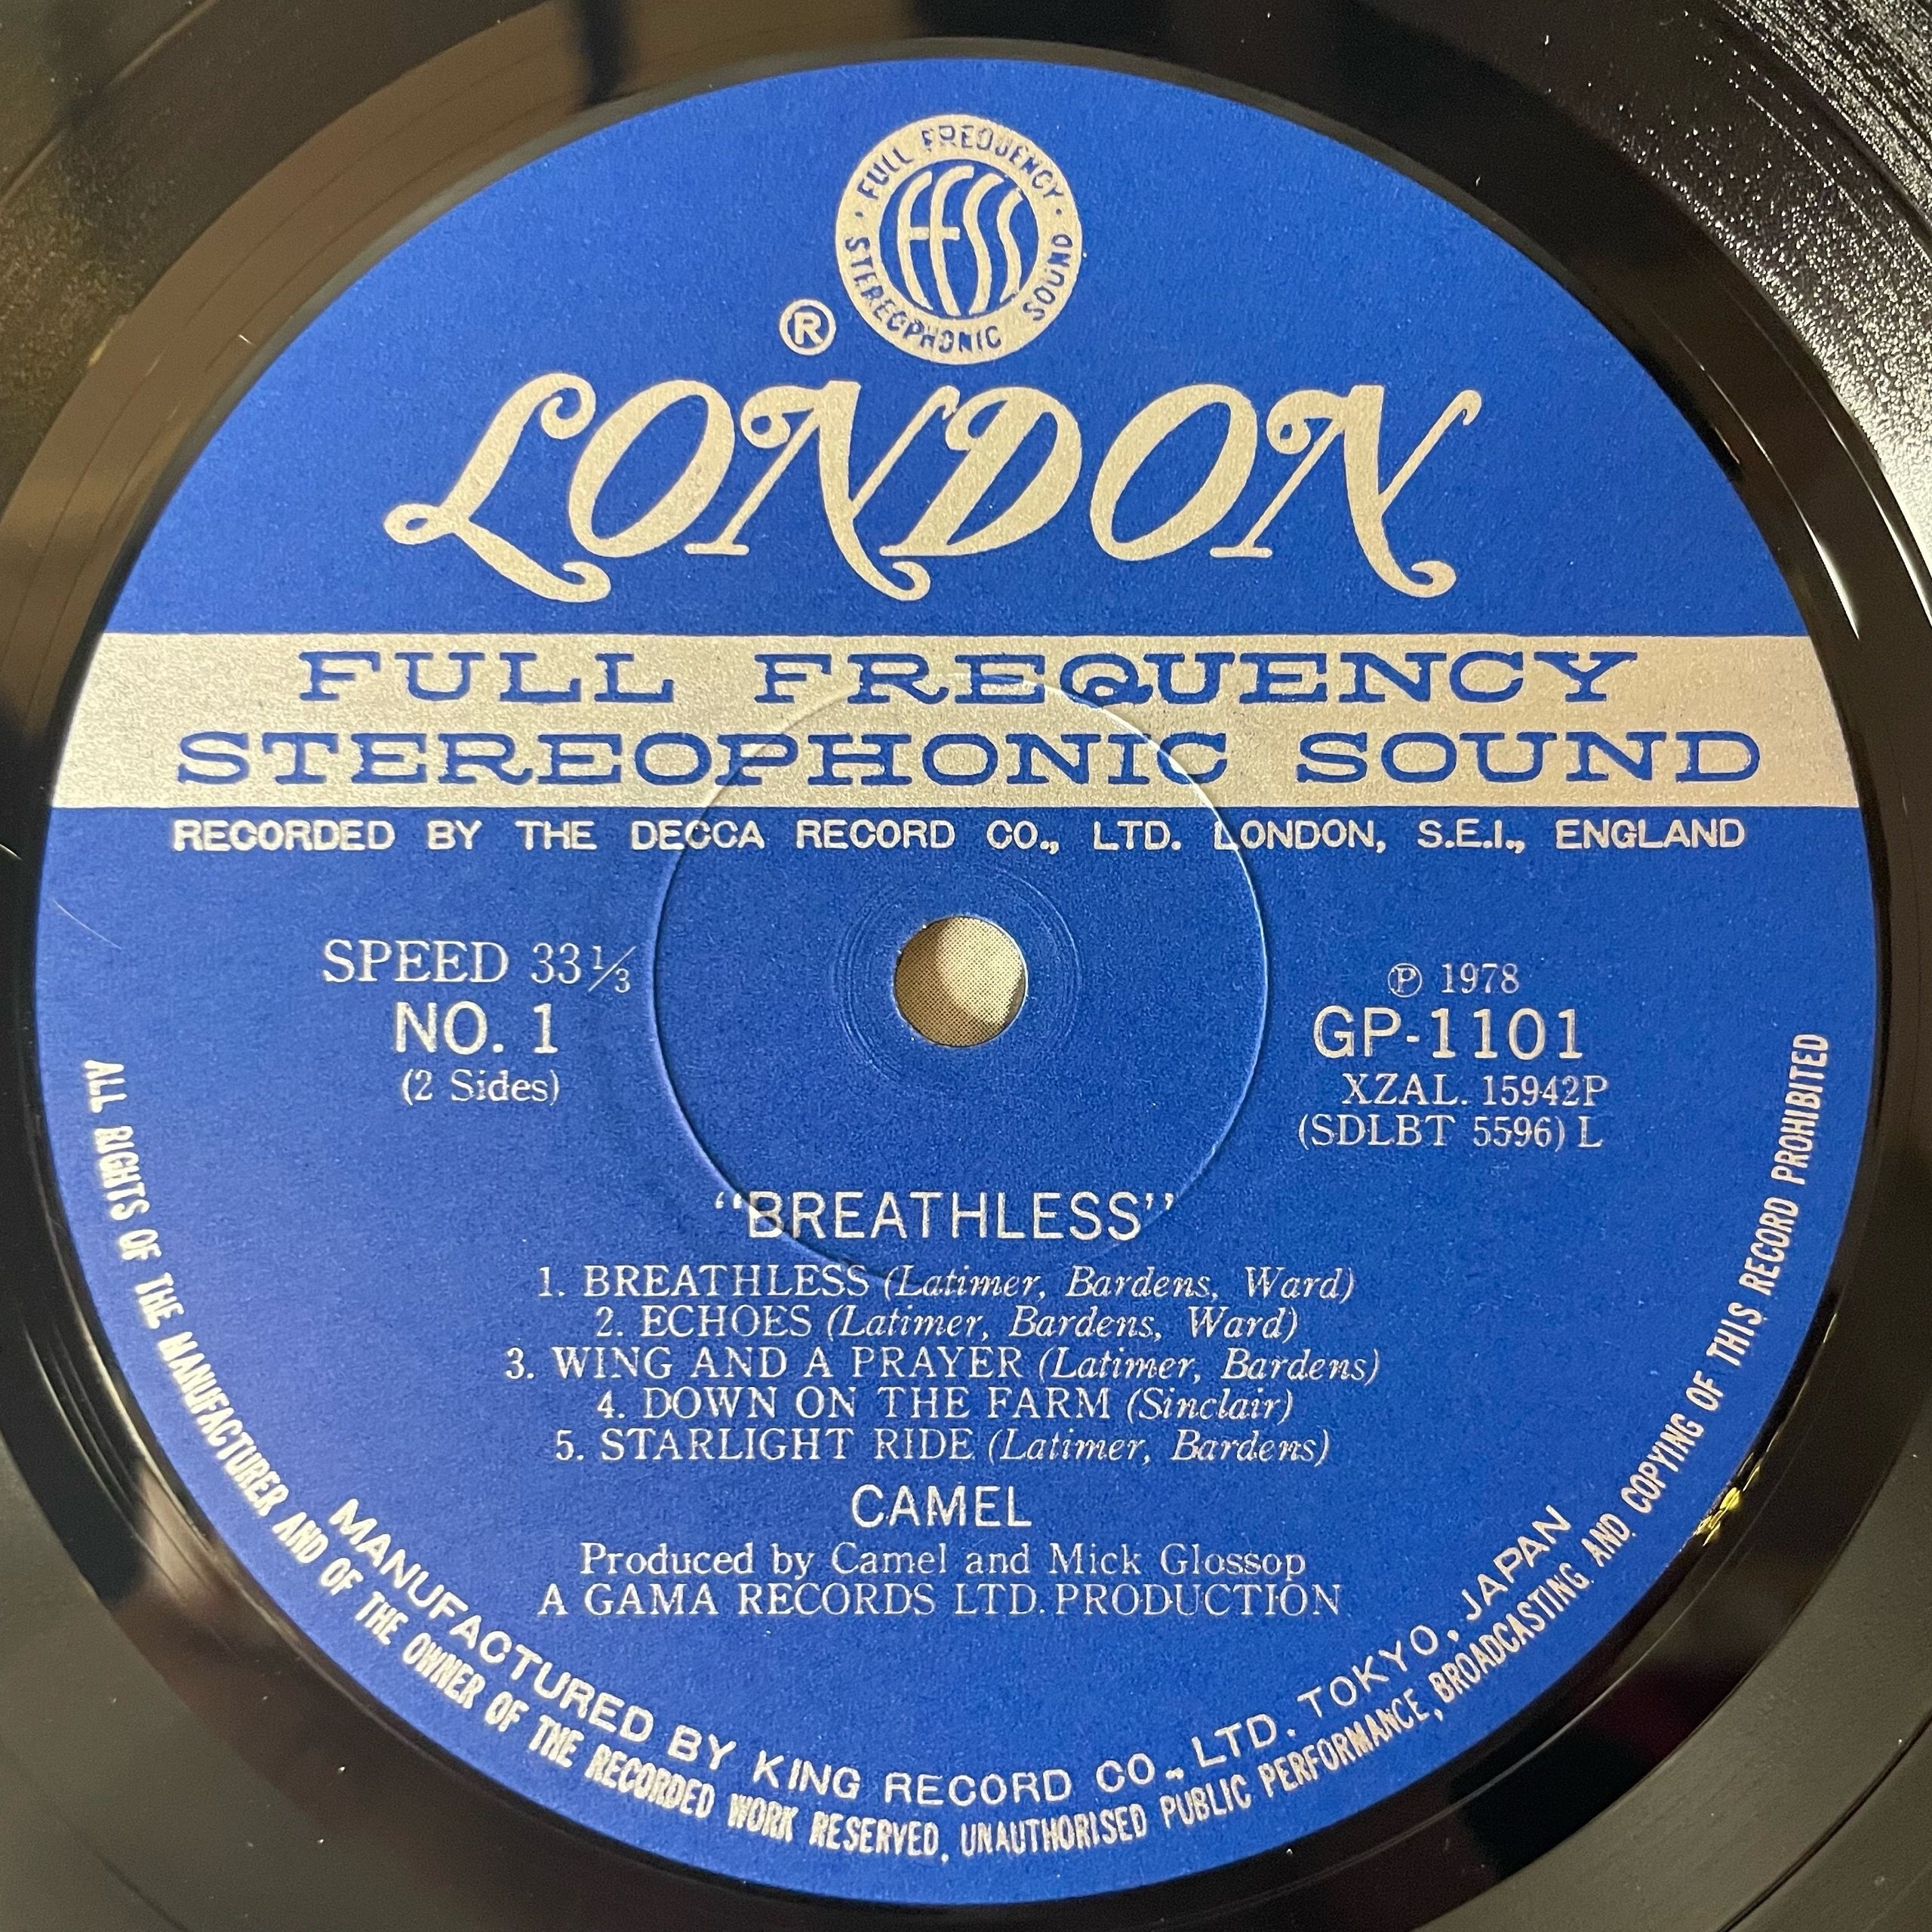 FULL FREQUENCY
FFSS
STEREOPHONIC SOUND
®
LONDON
FULL FREQUENCY
STEREOPHONIC SOUND
RECORDED BY THE DECCA RECORD CO., LTD. LONDON, S.E.I., ENGLAND
SPEED 33⅓
NO. 1
(2 Sides)
℗ 1978
GP-1101
XZAL. 15942P
(SDLBT 5596) L
“BREATHLESS”
1. BREATHLESS (Latimer, Bardens, Ward)
2. ECHOES (Latimer, Bardens, Ward)
3. WING AND A PRAYER (Latimer, Bardens)
4. DOWN ON THE FARM (Sinclair)
5. STARLIGHT RIDE (Latimer, Bardens)
CAMEL
Produced by Camel and Mick Glossop
A GAMA RECORDS LTD. PRODUCTION
MANUFACTURED BY KING RECORD CO., LTD. TOKYO, JAPAN
ALL RIGHTS OF THE MANUFACTURER AND OF THE OWNER OF THE RECORDED WORK RESERVED, UNAUTHORISED PUBLIC PERFORMANCE, BROADCASTING AND COPYING OF THIS RECORD PROHIBITED